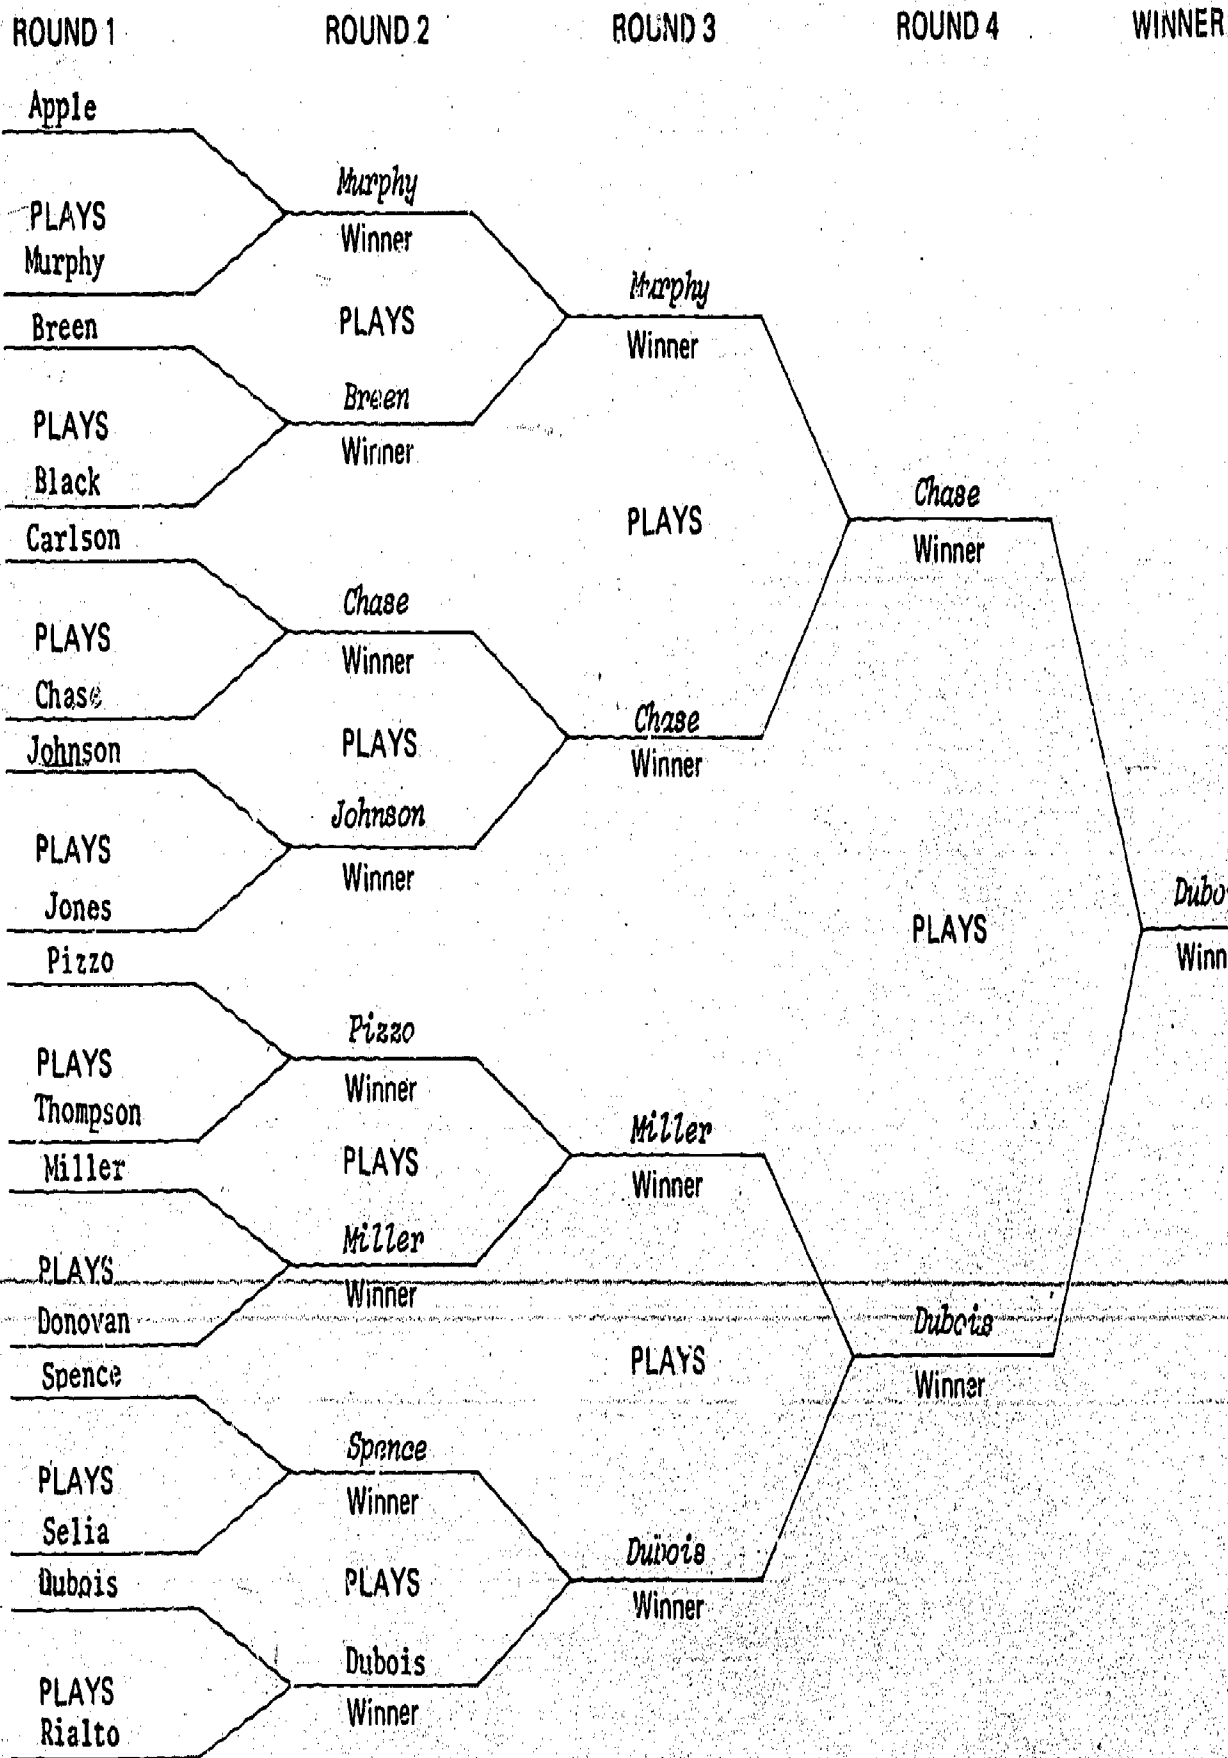 ROUND 1 ROUND 2 ROUND 3 ROUND 4 WINNER
Apple
PLAYS
Murphy
Breen
PLAYS
Black
Carlson
PLAYS
Chase
Johnson
PLAYS
Jones
Pizzo
PLAYS
Thompson
Miller
PLAYS
Donovan
Spence
PLAYS
Selia
Dubois
PLAYS
Rialto
Murphy
Winner
PLAYS
Breen
Winner
Chase
Winner
PLAYS
Johnson
Winner
Pizzo
Winner
PLAYS
Miller
Winner
Spence
Winner
PLAYS
Dubois
Winner
Murphy
Winner
PLAYS
Chase
Winner
Miller
Winner
PLAYS
Dubois
Winner
Chase
Winner
PLAYS
Dubois
Winner
Dubo
Winn